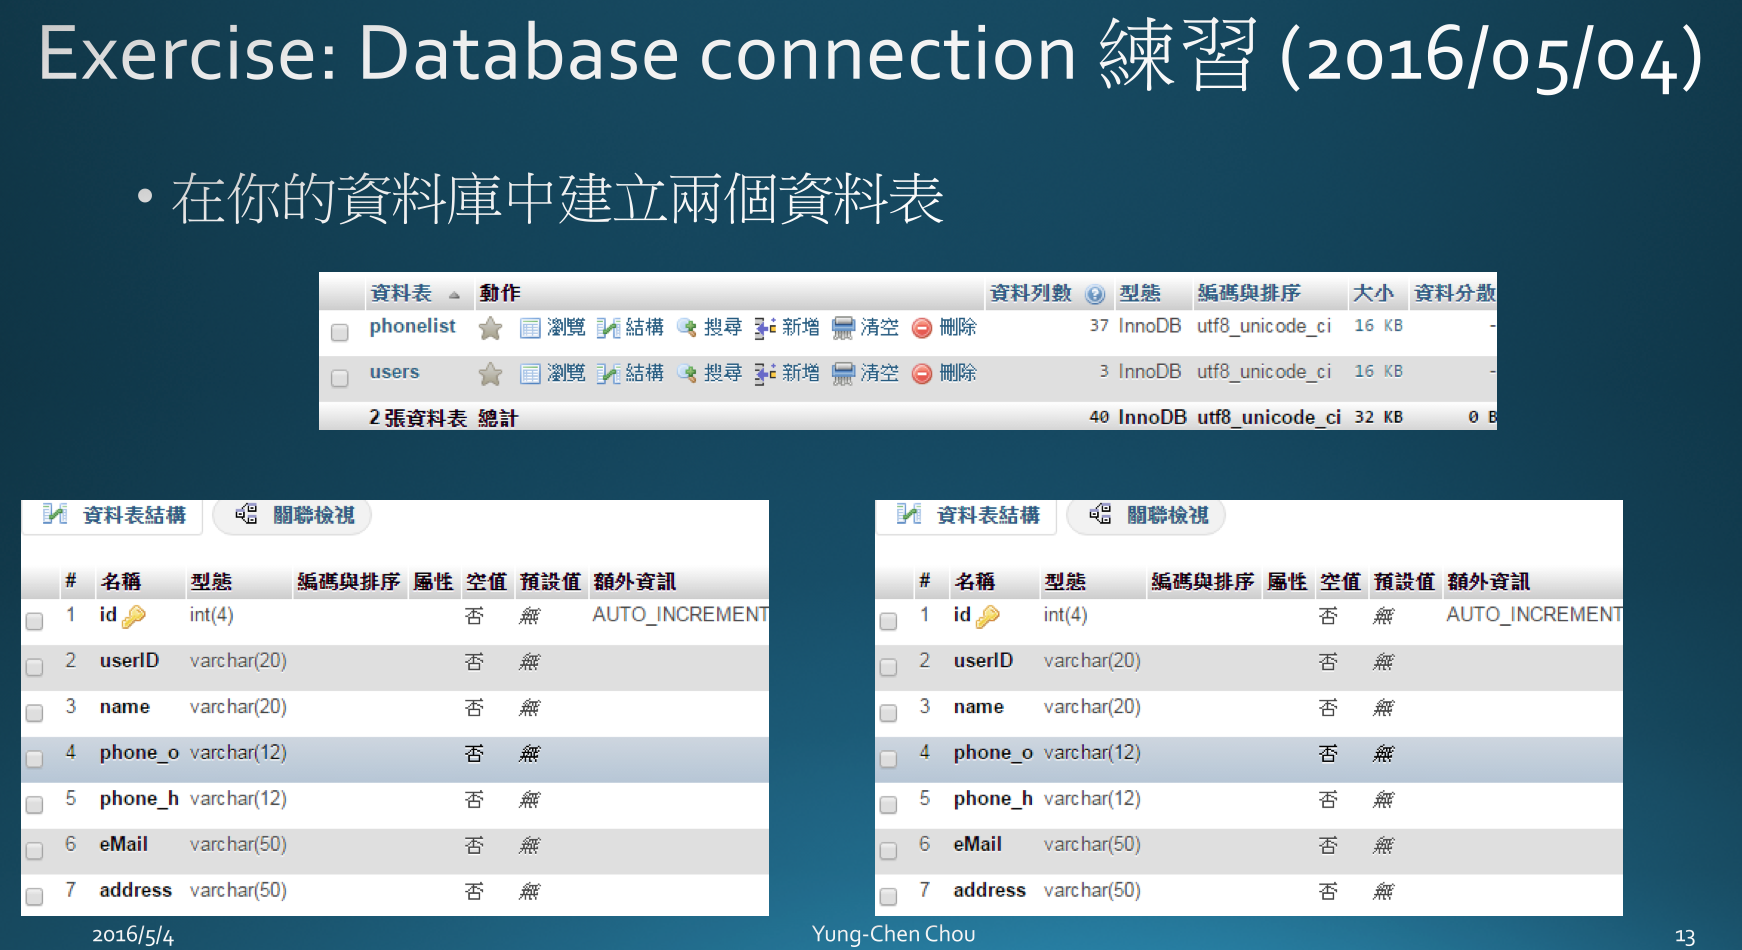 Exercise: Database connection 練習 (2016/05/04)
• 在你的資料庫中建立兩個資料表
資料表 動作 資料列數 型態 編碼與排序 大小 資料分散
phonelist 瀏覽 結構 搜尋 新增 清空 刪除 37 InnoDB utf8_unicode_ci 16 KB -
users 瀏覽 結構 搜尋 新增 清空 刪除 3 InnoDB utf8_unicode_ci 16 KB -
2 張資料表 總計 40 InnoDB utf8_unicode_ci 32 KB 0 B
資料表結構 關聯檢視
# 名稱 型態 編碼與排序 屬性 空值 預設值 額外資訊
1 id int(4) 否 無 AUTO_INCREMENT
2 userID varchar(20) 否 無
3 name varchar(20) 否 無
4 phone_o varchar(12) 否 無
5 phone_h varchar(12) 否 無
6 eMail varchar(50) 否 無
7 address varchar(50) 否 無
資料表結構 關聯檢視
# 名稱 型態 編碼與排序 屬性 空值 預設值 額外資訊
1 id int(4) 否 無 AUTO_INCREMENT
2 userID varchar(20) 否 無
3 name varchar(20) 否 無
4 phone_o varchar(12) 否 無
5 phone_h varchar(12) 否 無
6 eMail varchar(50) 否 無
7 address varchar(50) 否 無
2016/5/4 Yung-Chen Chou 13